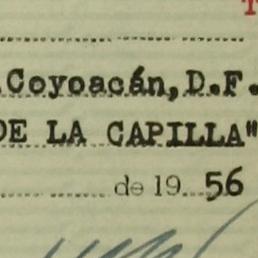 .Coyoacán,D.F.
DE LA CAPILLA"
de 19 56